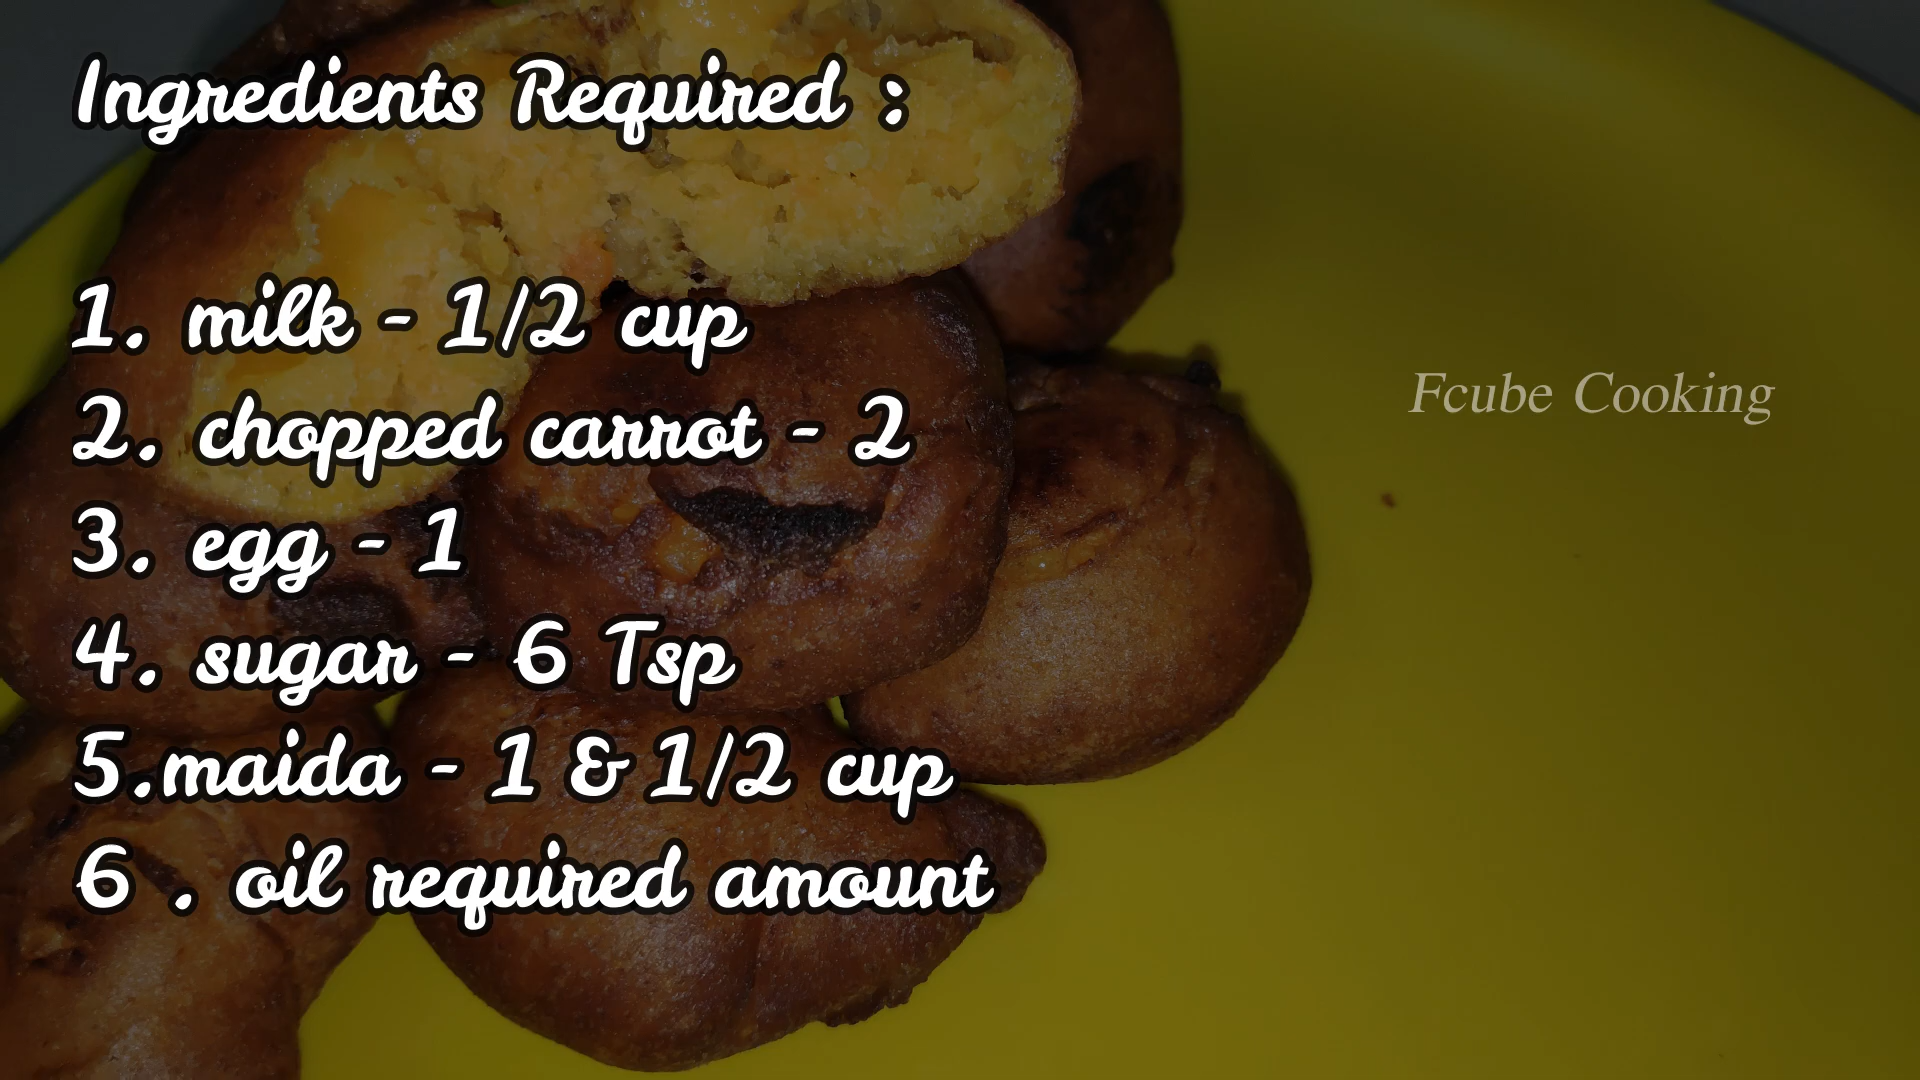 Ingredients Required :
1. milk - 1/2 cup
2. chopped carrot - 2
3. egg - 1
4. sugar - 6 Tsp
5.maida - 1 & 1/2 cup
6 . oil required amount
Fcube Cooking